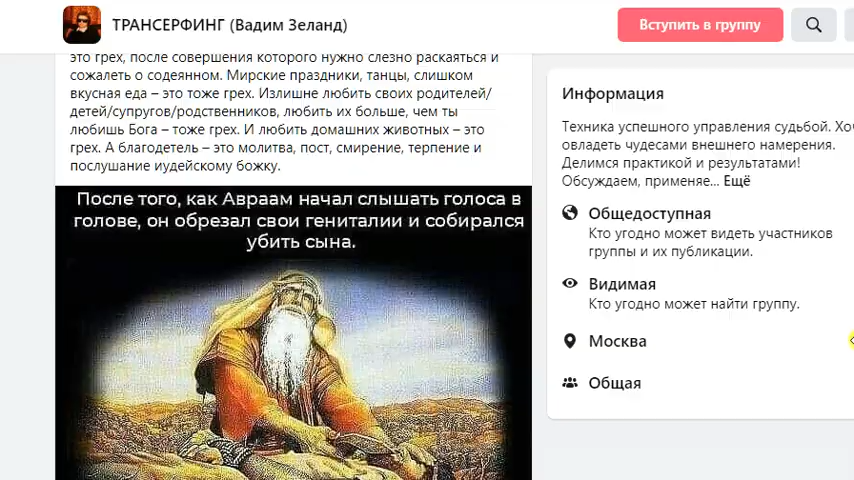 ТРАНСЕРФИНГ (Вадим Зеланд)
Вступить в группу
это грех, после совершения которого нужно слезно раскаяться и
сожалеть о содеянном. Мирские праздники, танцы, слишком
вкусная еда – это тоже грех. Излишне любить своих родителей/
детей/супругов/родственников, любить их больше, чем ты
любишь Бога – тоже грех. И любить домашних животных – это
грех. А благодетель – это молитва, пост, смирение, терпение и
послушание иудейскому божку.
После того, как Авраам начал слышать голоса в
голове, он обрезал свои гениталии и собирался
убить сына.
Информация
Техника успешного управления судьбой. Хо
овладеть чудесами внешнего намерения.
Делимся практикой и результатами!
Обсуждаем, применяе... Ещё
Общедоступная
Кто угодно может видеть участников
группы и их публикации.
Видимая
Кто угодно может найти группу.
Москва
Общая